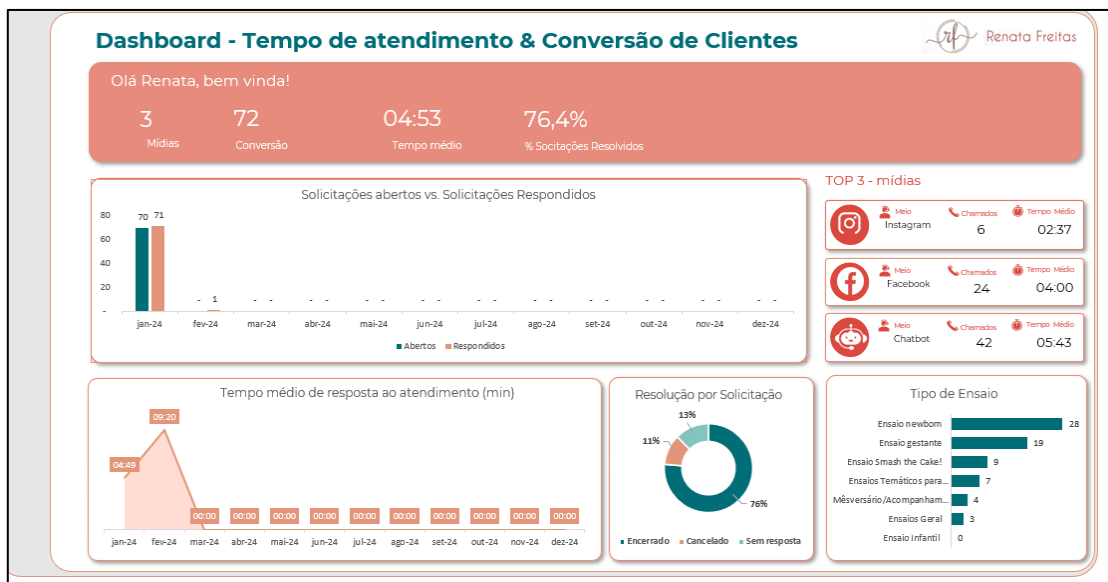 Dashboard - Tempo de atendimento & Conversão de Clientes
rf Renata Freitas
Olá Renata, bem vinda!
3 72 04:53 76,4%
Mídias Conversão Tempo médio % Socitações Resolvidos
Solicitações abertos vs. Solicitações Respondidos
80
60
40
20
-
70 71
- 1
- -
- -
- -
- -
- -
- -
- -
- -
- -
- -
jan-24 fev-24 mar-24 abr-24 mai-24 jun-24 jul-24 ago-24 set-24 out-24 nov-24 dez-24
Abertos Respondidos
TOP 3 - mídias
Meio Chamados Tempo Médio
Instagram 6 02:37
Meio Chamados Tempo Médio
Facebook 24 04:00
Meio Chamados Tempo Médio
Chatbot 42 05:43
Tempo médio de resposta ao atendimento (min)
09:20
04:49
00:00 00:00 00:00 00:00 00:00 00:00 00:00 00:00 00:00 00:00
jan-24 fev-24 mar-24 abr-24 mai-24 jun-24 jul-24 ago-24 set-24 out-24 nov-24 dez-24
Resolução por Solicitação
13%
11%
76%
Encerrado Cancelado Sem resposta
Tipo de Ensaio
Ensaio newborn 28
Ensaio gestante 19
Ensaio Smash the Cake! 9
Ensaios Temáticos para... 7
Mêsversário/Acompanham... 4
Ensaios Geral 3
Ensaio Infantil 0